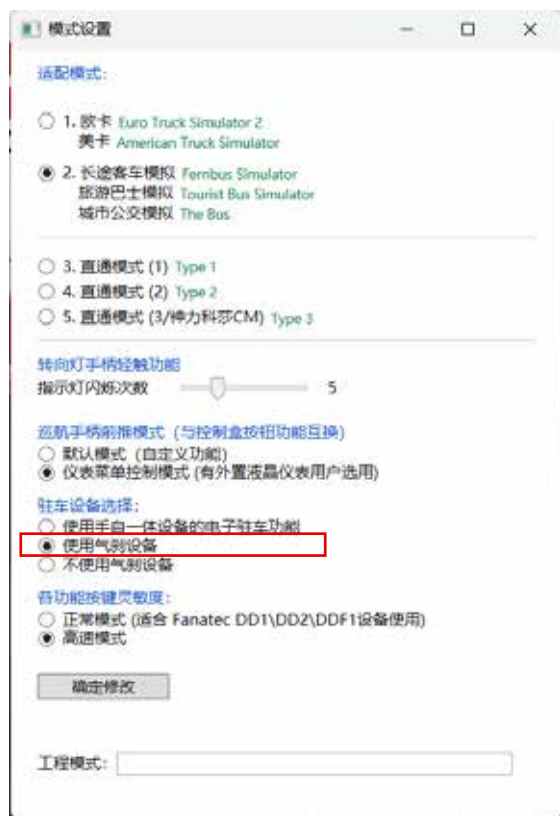 模式设置
适配模式:
1. 欧卡 Euro Truck Simulator 2
美卡 American Truck Simulator
2. 长途客车模拟 Fernbus Simulator
旅游巴士模拟 Tourist Bus Simulator
城市公交模拟 The Bus
3. 直通模式 (1) Type 1
4. 直通模式 (2) Type 2
5. 直通模式 (3/神力科莎CM) Type 3
转向灯手柄轻触功能
指示灯闪烁次数 5
巡航手柄前推模式 (与控制盒按钮功能互换)
默认模式 (自定义功能)
仪表菜单控制模式 (有外置液晶仪表用户选用)
驻车设备选择:
使用手自一体设备的电子驻车功能
使用气刹设备
不使用气刹设备
各功能按键灵敏度:
正常模式 (适合 Fanatec DD1\DD2\DDF1设备使用)
高速模式
确定修改
工程模式: